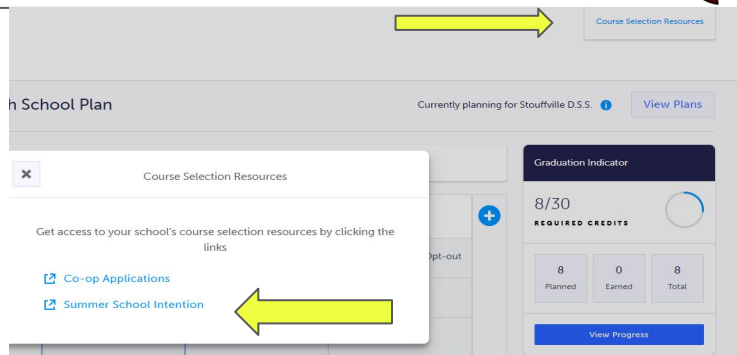 Course Selection Resources
h School Plan
Currently planning for Stouffville D.S.S.
View Plans
Course Selection Resources
Get access to your school's course selection resources by clicking the
links
Co-op Applications
Summer School Intention
Opt-out
Graduation Indicator
8/30
REQUIRED CREDITS
8
Planned
0
Earned
8
Total
View Progress